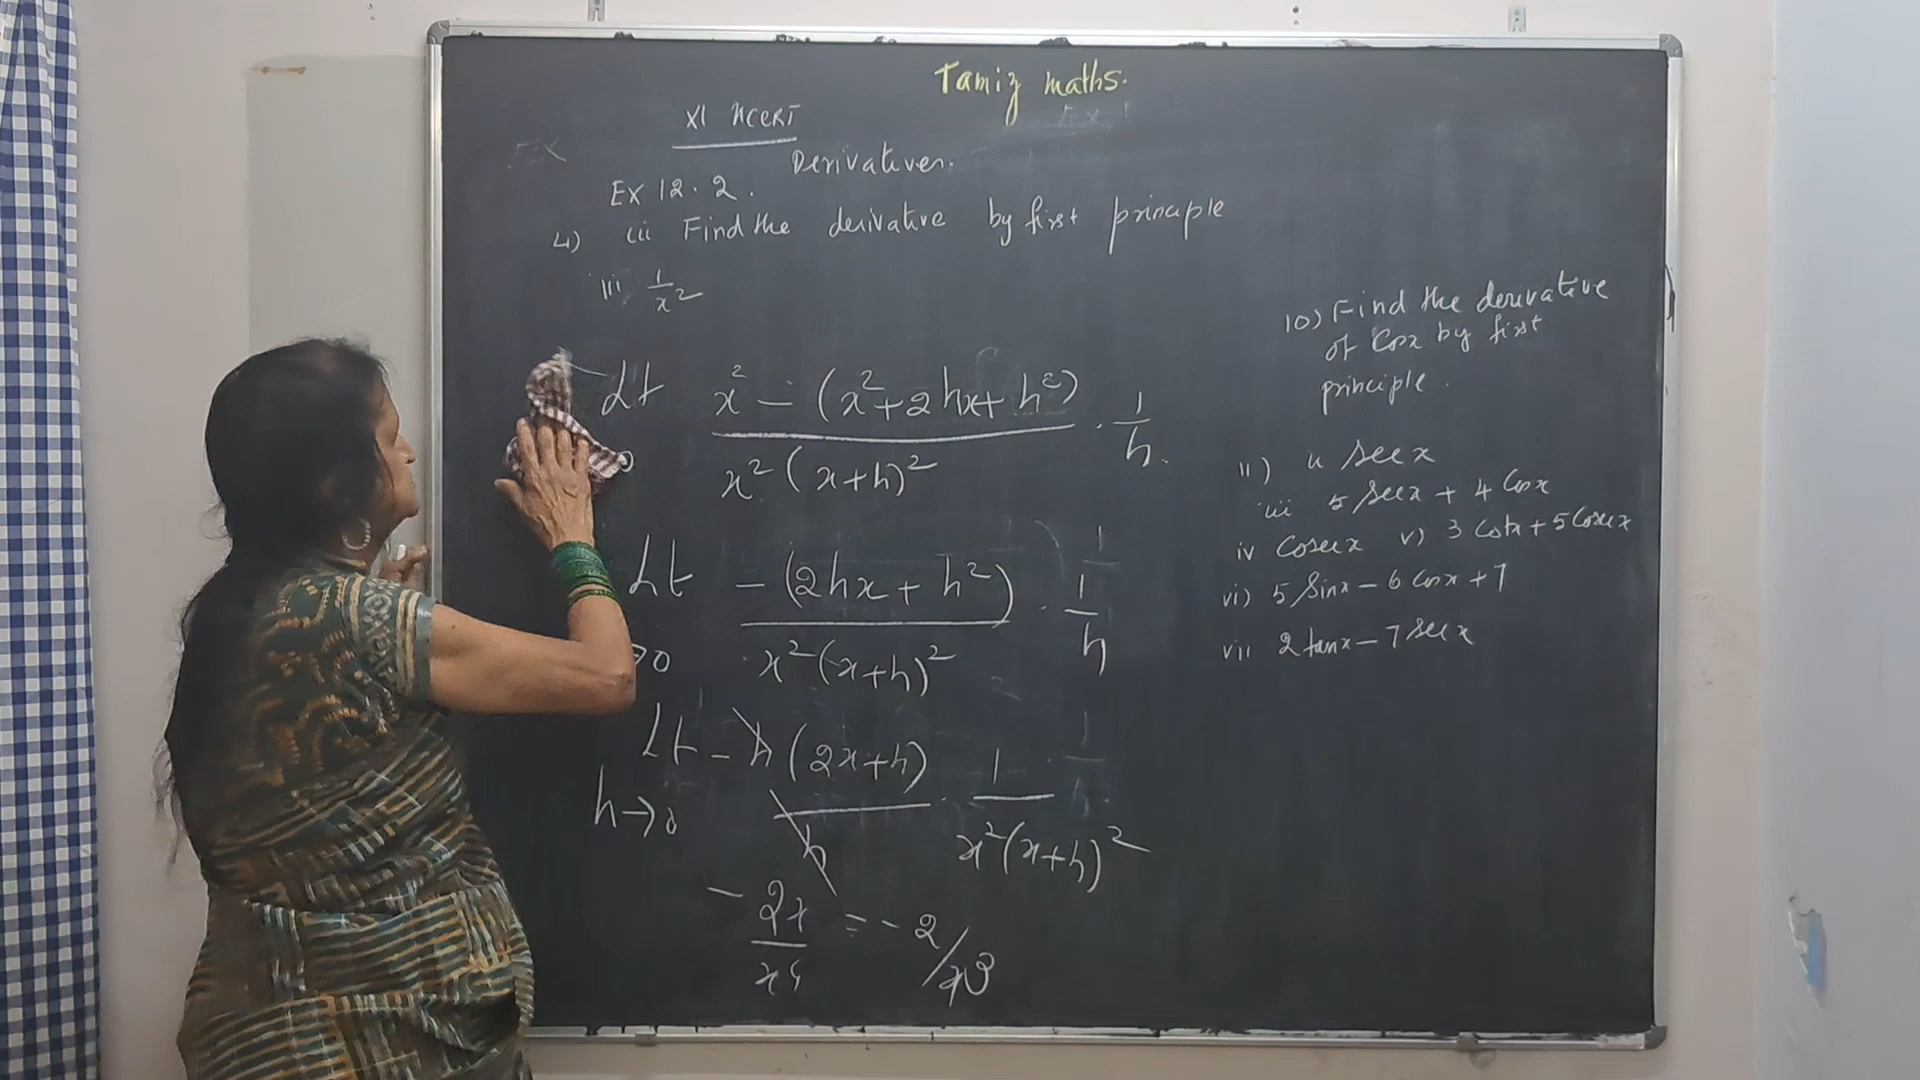 Tamiz maths.
XI NCERT
Derivatives.
Ex 12.2.
4) iii Find the derivative by first principle
iii 1/x²
Lt x² - (x² + 2hx + h²) / x² (x+h)² . 1/h.
Lt - (2hx + h²) / x² (x+h)² . 1/h
→0
Lt - h (2x+h) / h . 1 / x² (x+h)²
h→0
- 2x / x⁴ = - 2/x3
10) Find the derivative
of Cosx by first
principle.
11) ii Secx
iii 5 Secx + 4 Cosx
iv Cosecx v) 3 Cotx + 5 Cosecx
vi) 5 Sinx - 6 Cosx + 7
vii 2 tanx - 7 Secx